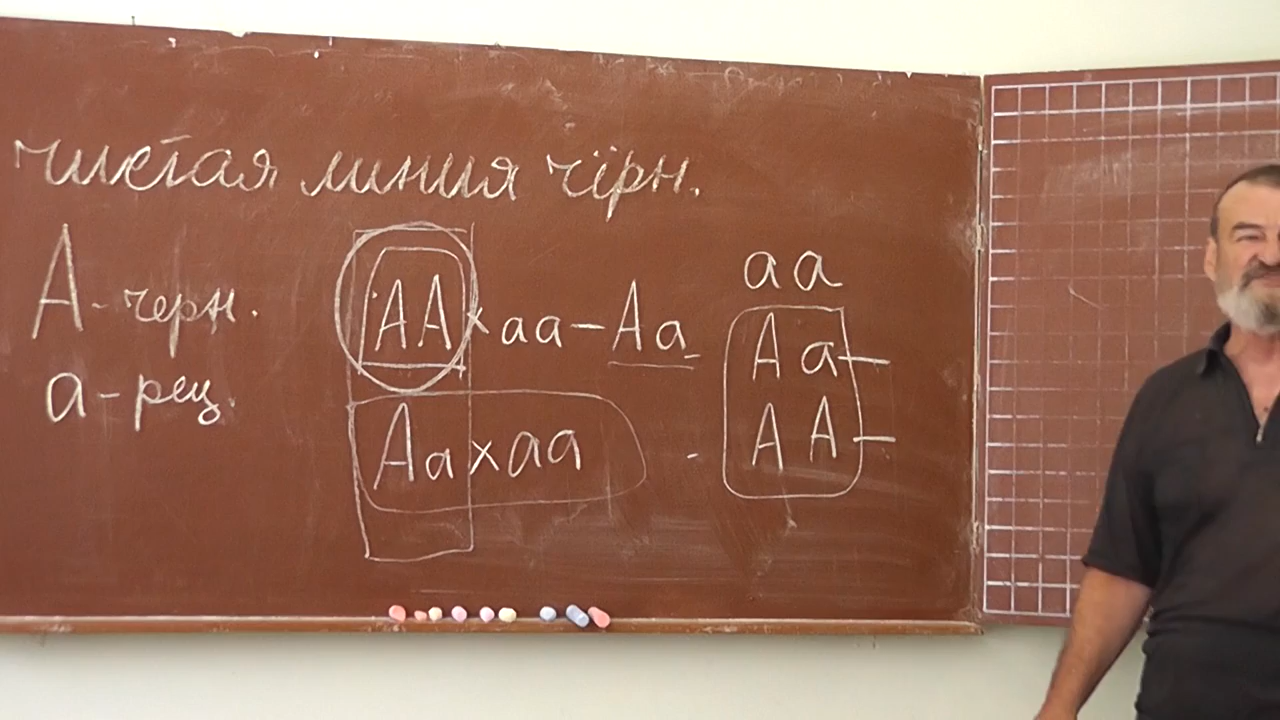 чистая линия чёрн.
А - черн.
а - рец.
АА × аа – Аа
Аа × аа
аа
Аа –
АА –